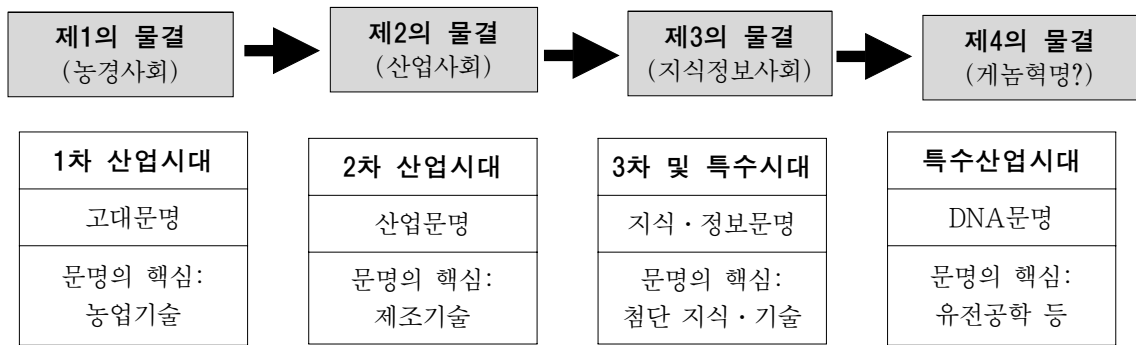 제1의 물결
(농경사회)
제2의 물결
(산업사회)
제3의 물결
(지식정보사회)
제4의 물결
(게놈혁명?)
1차 산업시대
고대문명
문명의 핵심:
농업기술
2차 산업시대
산업문명
문명의 핵심:
제조기술
3차 및 특수시대
지식·정보문명
문명의 핵심:
첨단 지식·기술
특수산업시대
DNA문명
문명의 핵심:
유전공학 등